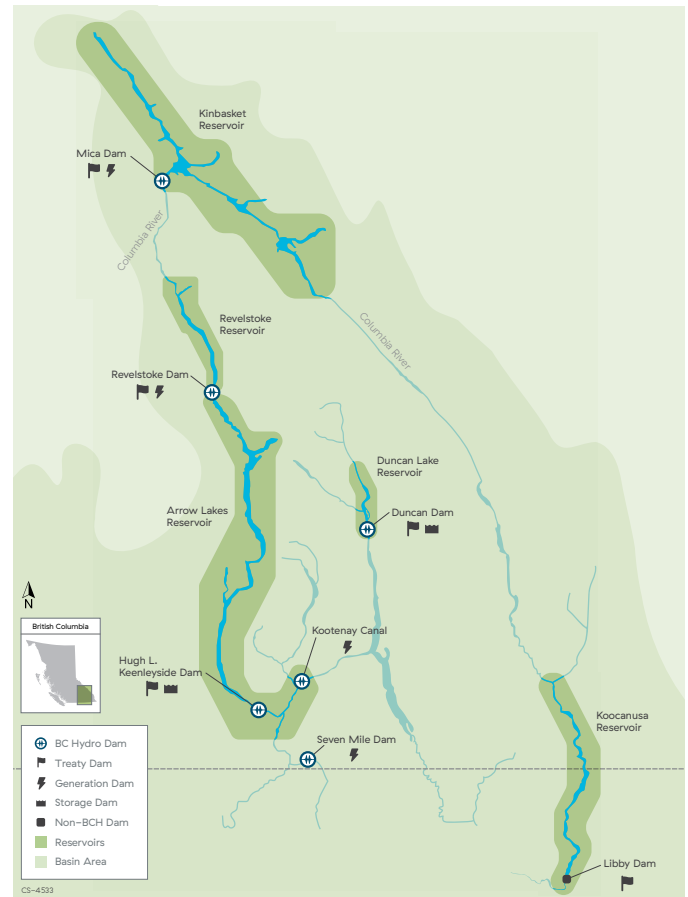 Kinbasket
Reservoir
Mica Dam
Columbia River
Revelstoke
Reservoir
Columbia River
Revelstoke Dam
Duncan Lake
Reservoir
Arrow Lakes
Reservoir
Duncan Dam
N
British Columbia
Kootenay Canal
Hugh L.
Keenleyside Dam
Koocanusa
Reservoir
Seven Mile Dam
BC Hydro Dam
Treaty Dam
Generation Dam
Storage Dam
Non-BCH Dam
Reservoirs
Basin Area
Libby Dam
CS-4533